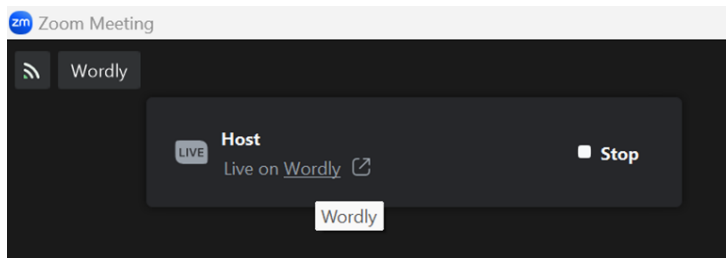 zm Zoom Meeting
Wordly
Host
LIVE
Live on Wordly
Stop
Wordly